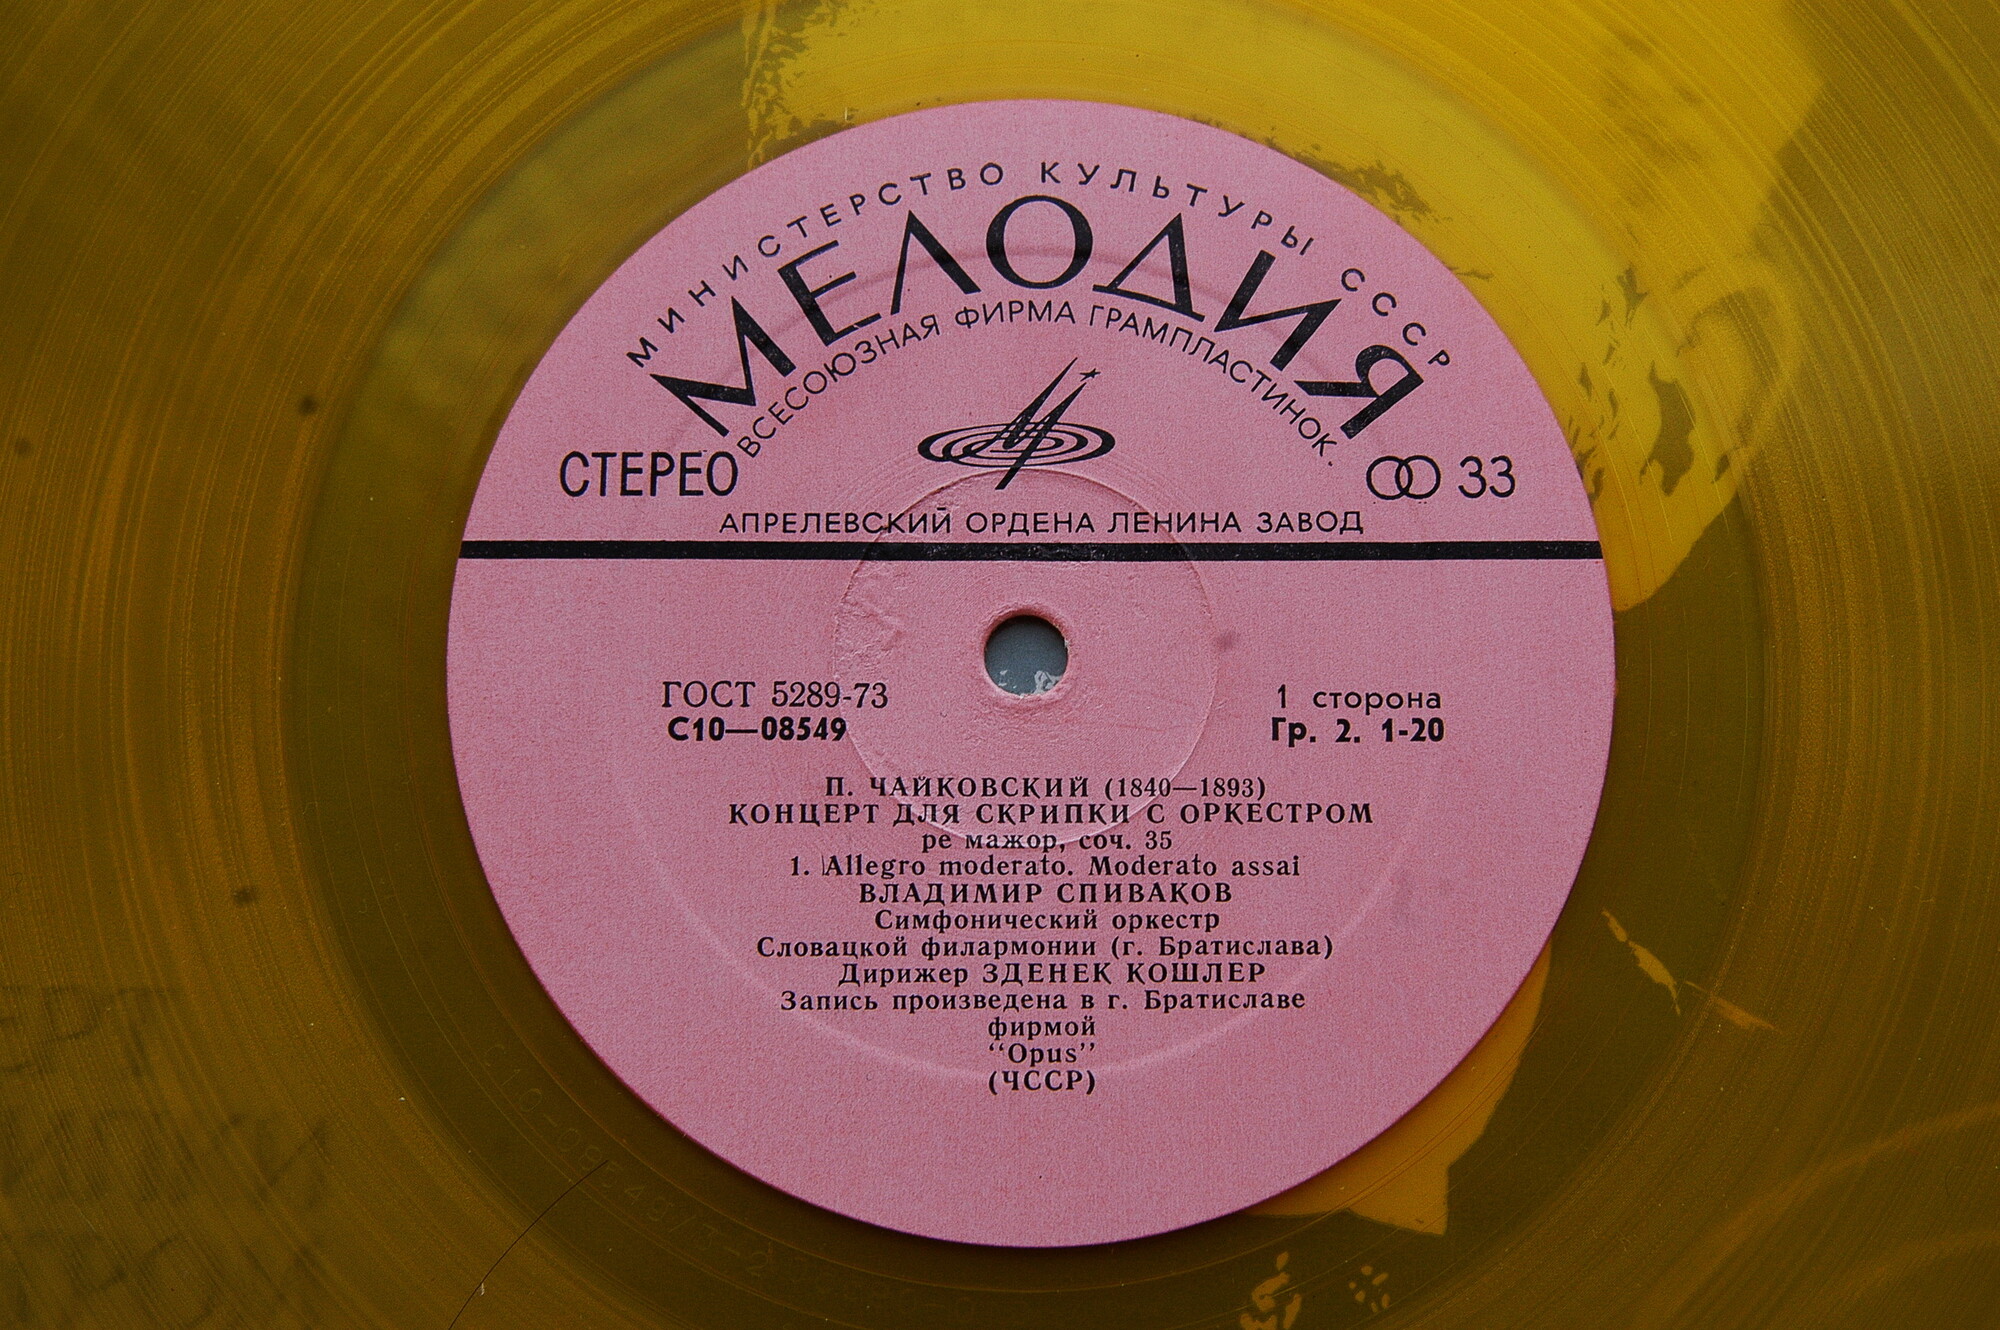 МИНИСТЕРСТВО КУЛЬТУРЫ СССР
МЕЛОДИЯ
ВСЕСОЮЗНАЯ ФИРМА ГРАМПЛАСТИНОК.
СТЕРЕО
33
АПРЕЛЕВСКИЙ ОРДЕНА ЛЕНИНА ЗАВОД
ГОСТ 5289-73
С10—08549
1 сторона
Гр. 2. 1-20
П. ЧАЙКОВСКИЙ (1840—1893)
КОНЦЕРТ ДЛЯ СКРИПКИ С ОРКЕСТРОМ
ре мажор, соч. 35
1. Allegro moderato. Moderato assai
ВЛАДИМИР СПИВАКОВ
Симфонический оркестр
Словацкой филармонии (г. Братислава)
Дирижер ЗДЕНЕК КОШЛЕР
Запись произведена в г. Братиславе
фирмой
“Opus”
(ЧССР)